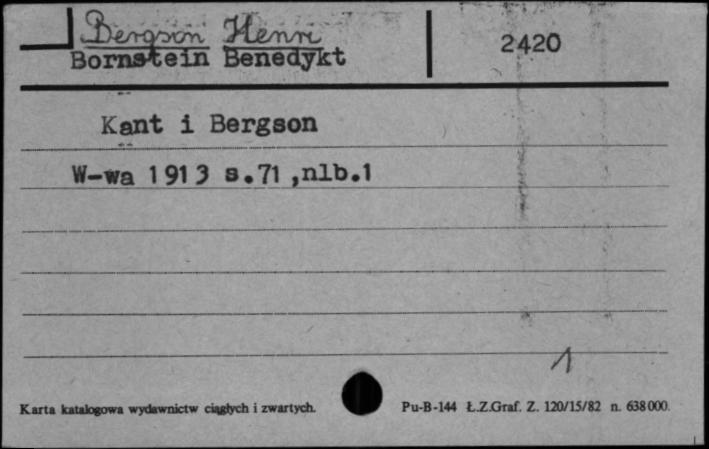 Bergson Henri
Bornstein Benedykt
2420
Kant i Bergson
W-wa 1913 s.71 ,nlb.1
1
Karta katalogowa wydawnictw ciągłych i zwartych.
Pu-B-144 Ł.Z.Graf. Z. 120/15/82 n. 638000.